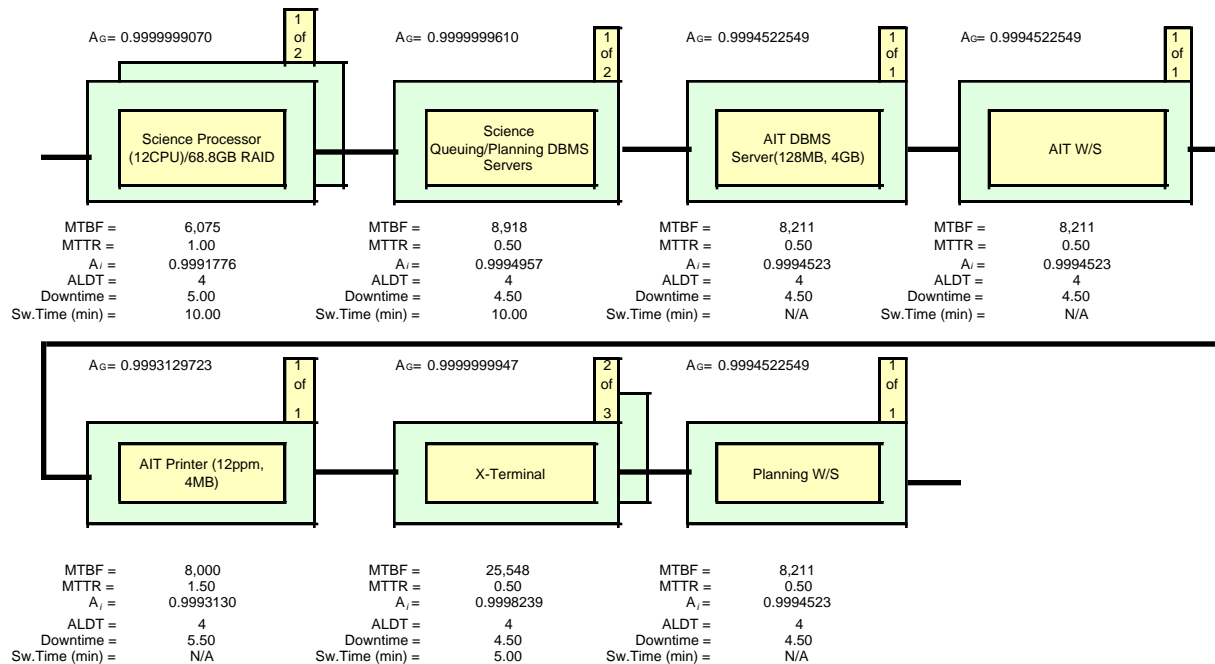 AG= 0.9999999070
1 of 2
AG= 0.9999999610
1 of 2
AG= 0.9994522549
1 of 1
AG= 0.9994522549
1 of 1
Science Processor
(12CPU)/68.8GB RAID
Science
Queuing/Planning DBMS
Servers
AIT DBMS
Server(128MB, 4GB)
AIT W/S
MTBF = 6,075
MTTR = 1.00
Ai = 0.9991776
ALDT = 4
Downtime = 5.00
Sw.Time (min) = 10.00
MTBF = 8,918
MTTR = 0.50
Ai = 0.9994957
ALDT = 4
Downtime = 4.50
Sw.Time (min) = 10.00
MTBF = 8,211
MTTR = 0.50
Ai = 0.9994523
ALDT = 4
Downtime = 4.50
Sw.Time (min) = N/A
MTBF = 8,211
MTTR = 0.50
Ai = 0.9994523
ALDT = 4
Downtime = 4.50
Sw.Time (min) = N/A
AG= 0.9993129723
1 of 1
AG= 0.9999999947
2 of 3
AG= 0.9994522549
1 of 1
AIT Printer (12ppm,
4MB)
X-Terminal
Planning W/S
MTBF = 8,000
MTTR = 1.50
Ai = 0.9993130
ALDT = 4
Downtime = 5.50
Sw.Time (min) = N/A
MTBF = 25,548
MTTR = 0.50
Ai = 0.9998239
ALDT = 4
Downtime = 4.50
Sw.Time (min) = 5.00
MTBF = 8,211
MTTR = 0.50
Ai = 0.9994523
ALDT = 4
Downtime = 4.50
Sw.Time (min) = N/A